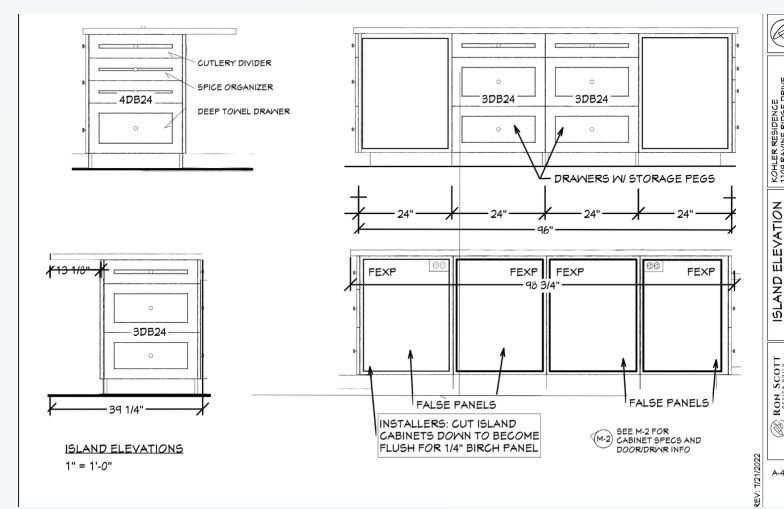 CUTLERY DIVIDER
SPICE ORGANIZER
4DB24
DEEP TOWEL DRAWER
3DB24
3DB24
DRAWERS W/ STORAGE PEGS
24"
24"
24"
24"
96"
13 1/8"
3DB24
39 1/4"
FEXP
FEXP
FEXP
FEXP
98 3/4"
FALSE PANELS
FALSE PANELS
INSTALLERS: CUT ISLAND
CABINETS DOWN TO BECOME
FLUSH FOR 1/4" BIRCH PANEL
M-2
SEE M-2 FOR
CABINET SPECS AND
DOOR/DRWR INFO
ISLAND ELEVATIONS
1" = 1'-0"
REV: 7/21/2022
KOHLER RESIDENCE
ISLAND ELEVATION
RON SCOTT
A-4